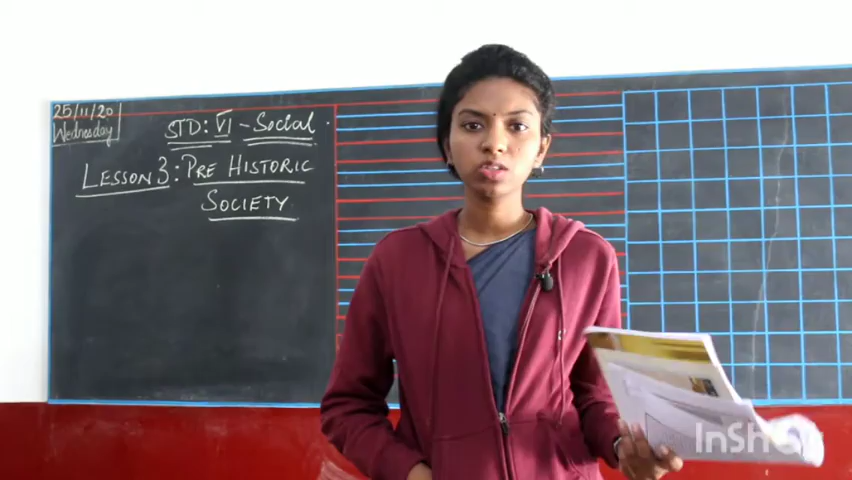 25/11/20
Wednesday
STD: VI - Social
LESSON 3: PRE HISTORIC
SOCIETY.
InShOt